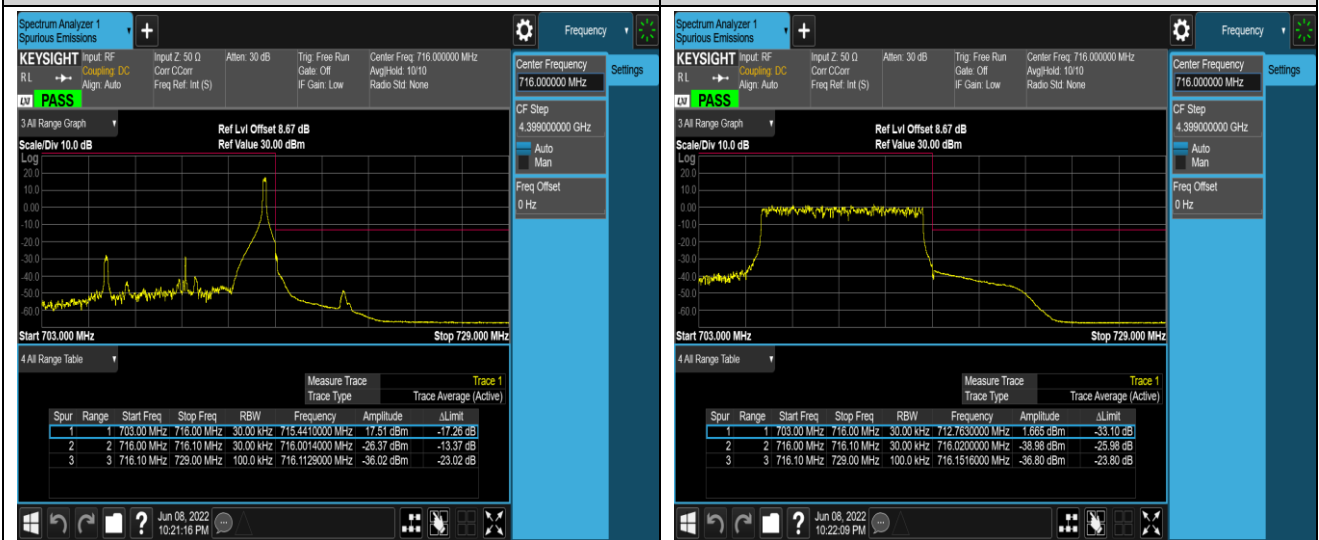 Spectrum Analyzer 1
Spurious Emissions
+
Frequency
KEYSIGHT Input: RF Input Z: 50 Ω Atten: 30 dB Trig: Free Run Center Freq: 716.000000 MHz
R L Coupling: DC Corr CCorr Gate: Off Avg|Hold: 10/10
Align: Auto Freq Ref: Int (S) IF Gain: Low Radio Std: None
PASS
Center Frequency
716.000000 MHz
Settings
CF Step
4.399000000 GHz
Auto
Man
Freq Offset
0 Hz
3 All Range Graph
Ref Lvl Offset 8.67 dB
Scale/Div 10.0 dB Ref Value 30.00 dBm
Log
20.0
10.0
0.00
-10.0
-20.0
-30.0
-40.0
-50.0
-60.0
Start 703.000 MHz Stop 729.000 MHz
4 All Range Table
Measure Trace Trace 1
Trace Type Trace Average (Active)
Spur Range Start Freq Stop Freq RBW Frequency Amplitude ΔLimit
1 1 703.00 MHz 716.00 MHz 30.00 kHz 715.4410000 MHz 17.51 dBm -17.26 dB
2 2 716.00 MHz 716.10 MHz 30.00 kHz 716.0014000 MHz -26.37 dBm -13.37 dB
3 3 716.10 MHz 729.00 MHz 100.0 kHz 716.1129000 MHz -36.02 dBm -23.02 dB
?
Jun 08, 2022
10:21:16 PM
Spectrum Analyzer 1
Spurious Emissions
+
Frequency
KEYSIGHT Input: RF Input Z: 50 Ω Atten: 30 dB Trig: Free Run Center Freq: 716.000000 MHz
R L Coupling: DC Corr CCorr Gate: Off Avg|Hold: 10/10
Align: Auto Freq Ref: Int (S) IF Gain: Low Radio Std: None
PASS
Center Frequency
716.000000 MHz
Settings
CF Step
4.399000000 GHz
Auto
Man
Freq Offset
0 Hz
3 All Range Graph
Ref Lvl Offset 8.67 dB
Scale/Div 10.0 dB Ref Value 30.00 dBm
Log
20.0
10.0
0.00
-10.0
-20.0
-30.0
-40.0
-50.0
-60.0
Start 703.000 MHz Stop 729.000 MHz
4 All Range Table
Measure Trace Trace 1
Trace Type Trace Average (Active)
Spur Range Start Freq Stop Freq RBW Frequency Amplitude ΔLimit
1 1 703.00 MHz 716.00 MHz 30.00 kHz 712.7630000 MHz 1.665 dBm -33.10 dB
2 2 716.00 MHz 716.10 MHz 30.00 kHz 716.0200000 MHz -38.98 dBm -25.98 dB
3 3 716.10 MHz 729.00 MHz 100.0 kHz 716.1516000 MHz -36.80 dBm -23.80 dB
?
Jun 08, 2022
10:22:09 PM